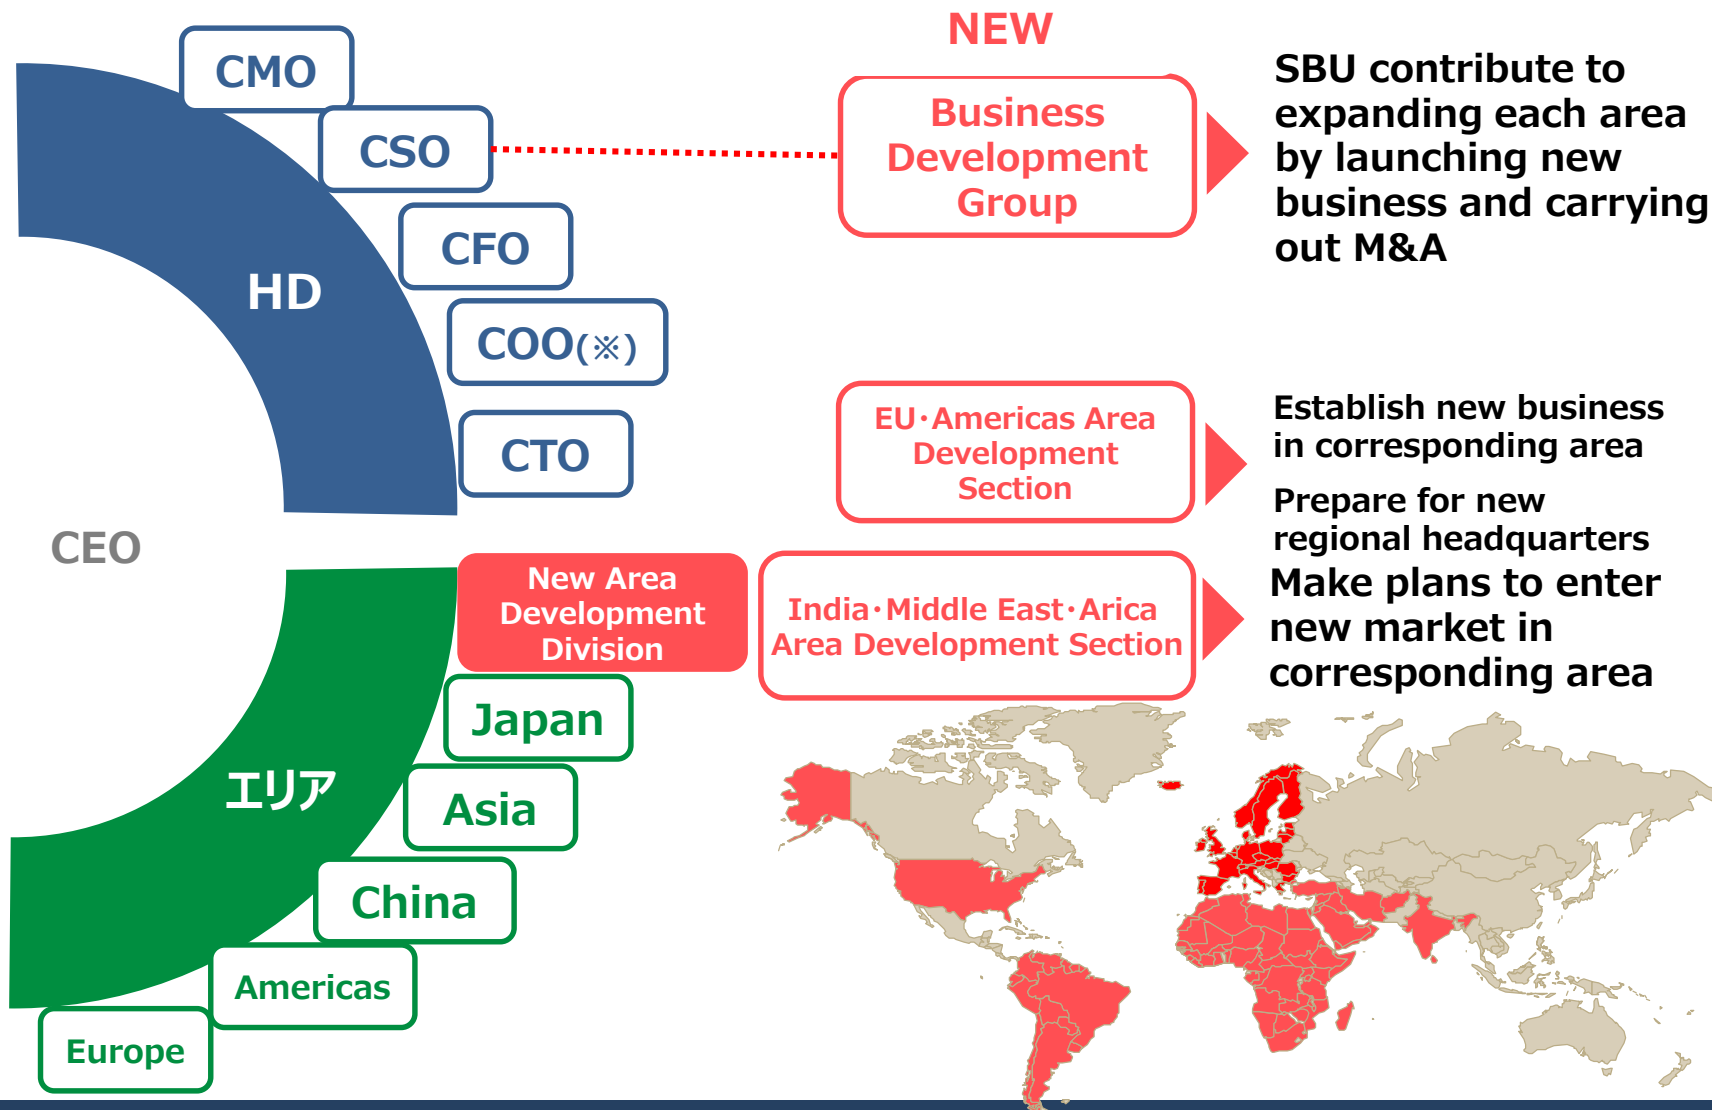 CMO
CSO
CFO
COO(※)
CTO
HD
CEO
エリア
New Area
Development
Division
Japan
Asia
China
Americas
Europe
NEW
Business
Development
Group
SBU contribute to
expanding each area
by launching new
business and carrying
out M&A
EU・Americas Area
Development
Section
Establish new business
in corresponding area
Prepare for new
regional headquarters
India・Middle East・Arica
Area Development Section
Make plans to enter
new market in
corresponding area